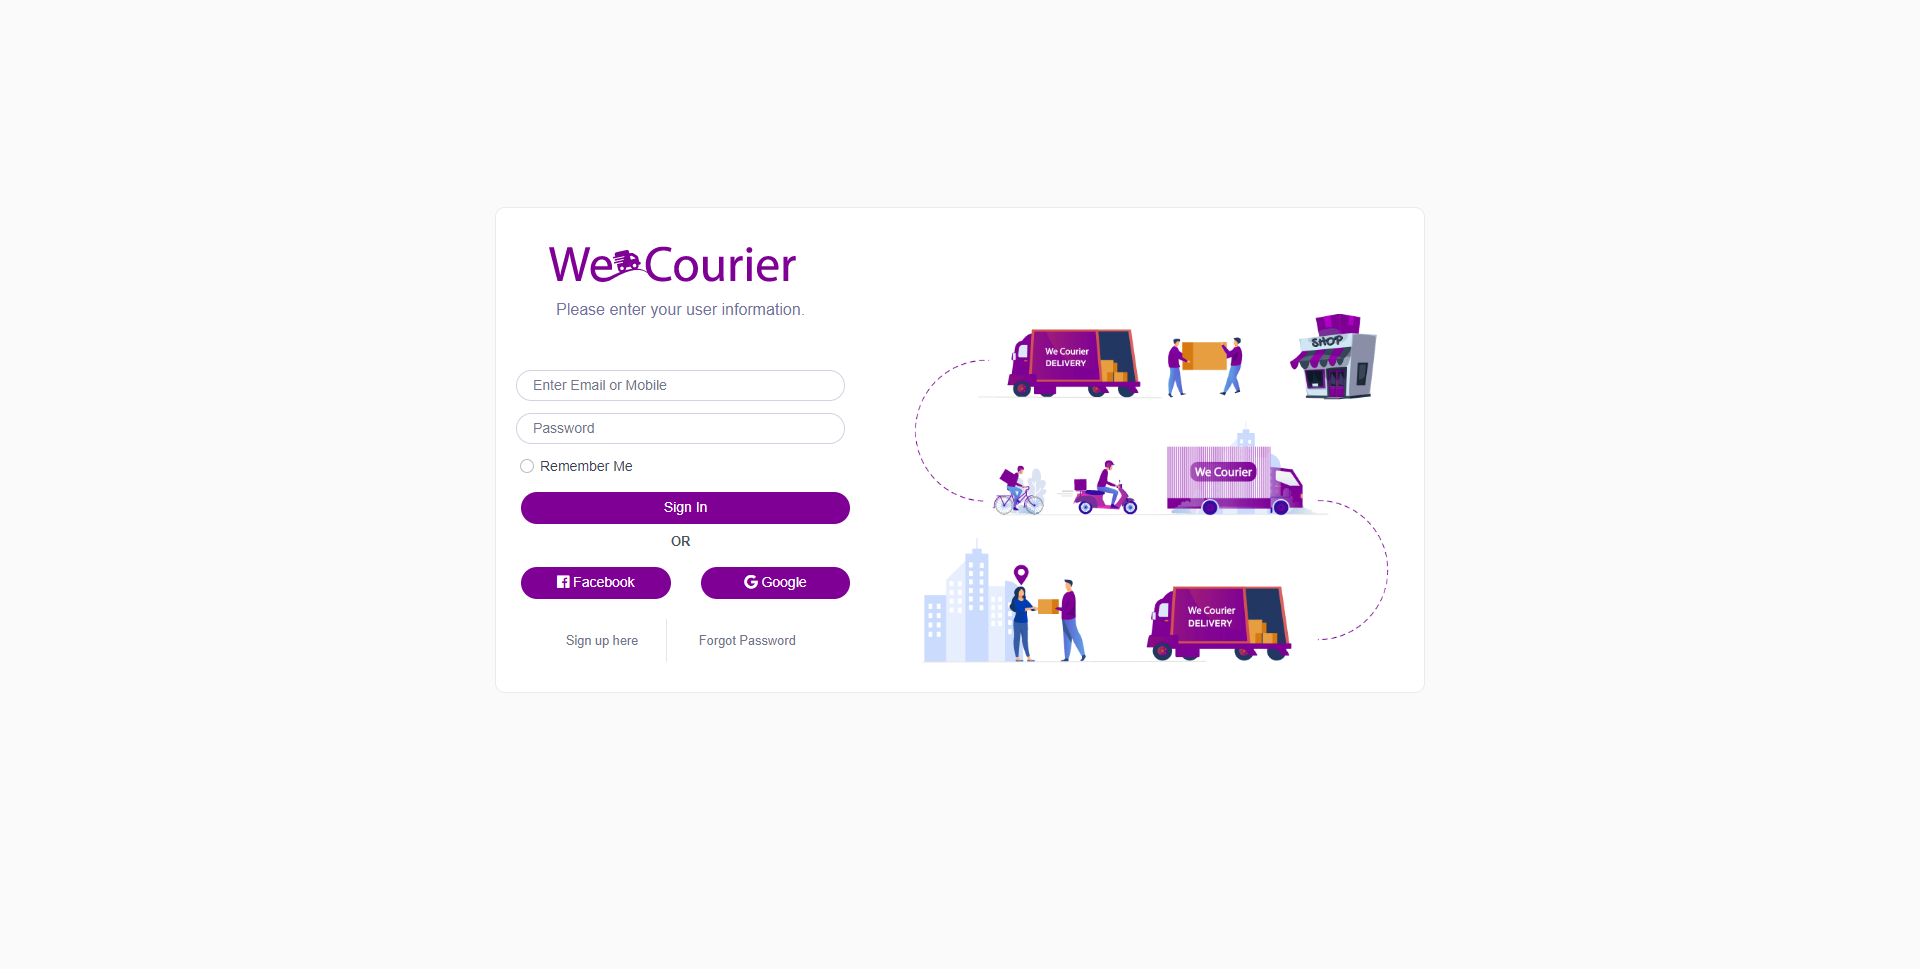 We Courier
Please enter your user information.
Enter Email or Mobile
Password
Remember Me
Sign In
OR
Facebook
Google
Sign up here
Forgot Password
We Courier
DELIVERY
SHOP
We Courier
We Courier
DELIVERY